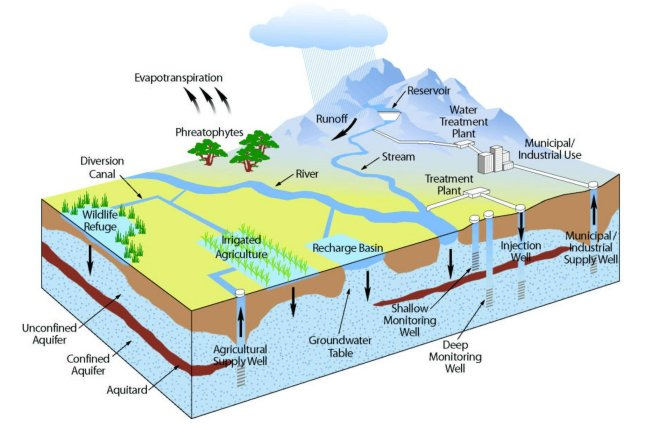 Evapotranspiration
Reservoir
Runoff
Water
Treatment
Plant
Phreatophytes
Municipal/
Industrial Use
Stream
Diversion
Canal
River
Treatment
Plant
Wildlife
Refuge
Irrigated
Agriculture
Recharge Basin
Injection
Well
Municipal/
Industrial
Supply Well
Shallow
Monitoring
Well
Unconfined
Aquifer
Groundwater
Table
Deep
Monitoring
Well
Agricultural
Supply Well
Confined
Aquifer
Aquitard